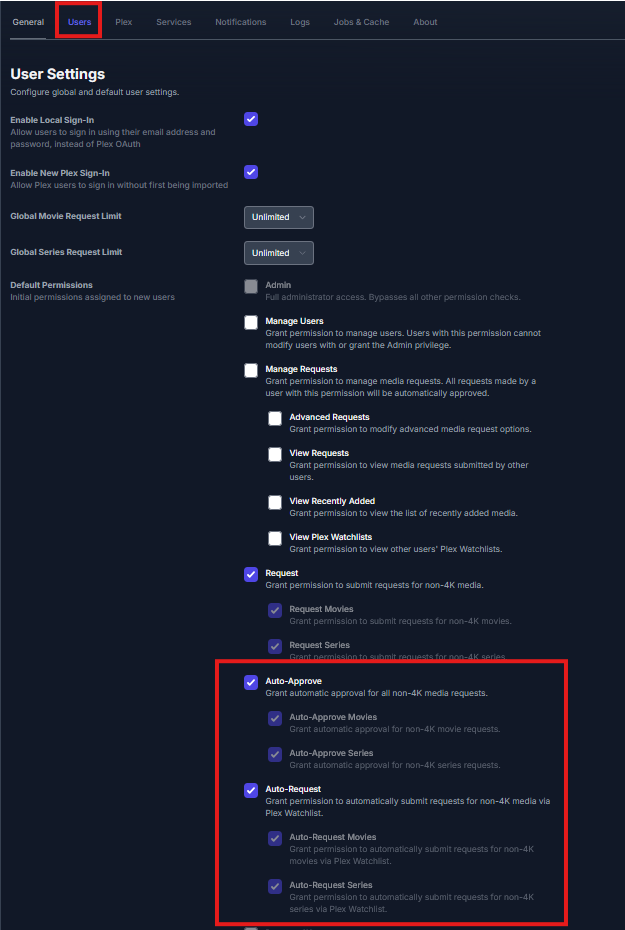 General Users Plex Services Notifications Logs Jobs & Cache About
User Settings
Configure global and default user settings.
Enable Local Sign-In
Allow users to sign in using their email address and
password, instead of Plex OAuth
Enable New Plex Sign-In
Allow Plex users to sign in without first being imported
Global Movie Request Limit
Unlimited
Global Series Request Limit
Unlimited
Default Permissions
Initial permissions assigned to new users
Admin
Full administrator access. Bypasses all other permission checks.
Manage Users
Grant permission to manage users. Users with this permission cannot
modify users with or grant the Admin privilege.
Manage Requests
Grant permission to manage media requests. All requests made by a
user with this permission will be automatically approved.
Advanced Requests
Grant permission to modify advanced media request options.
View Requests
Grant permission to view media requests submitted by other
users.
View Recently Added
Grant permission to view the list of recently added media.
View Plex Watchlists
Grant permission to view other users' Plex Watchlists.
Request
Grant permission to submit requests for non-4K media.
Request Movies
Grant permission to submit requests for non-4K movies.
Request Series
Grant permission to submit requests for non-4K series.
Auto-Approve
Grant automatic approval for all non-4K media requests.
Auto-Approve Movies
Grant automatic approval for non-4K movie requests.
Auto-Approve Series
Grant automatic approval for non-4K series requests.
Auto-Request
Grant permission to automatically submit requests for non-4K media via
Plex Watchlist.
Auto-Request Movies
Grant permission to automatically submit requests for non-4K
movies via Plex Watchlist.
Auto-Request Series
Grant permission to automatically submit requests for non-4K
series via Plex Watchlist.